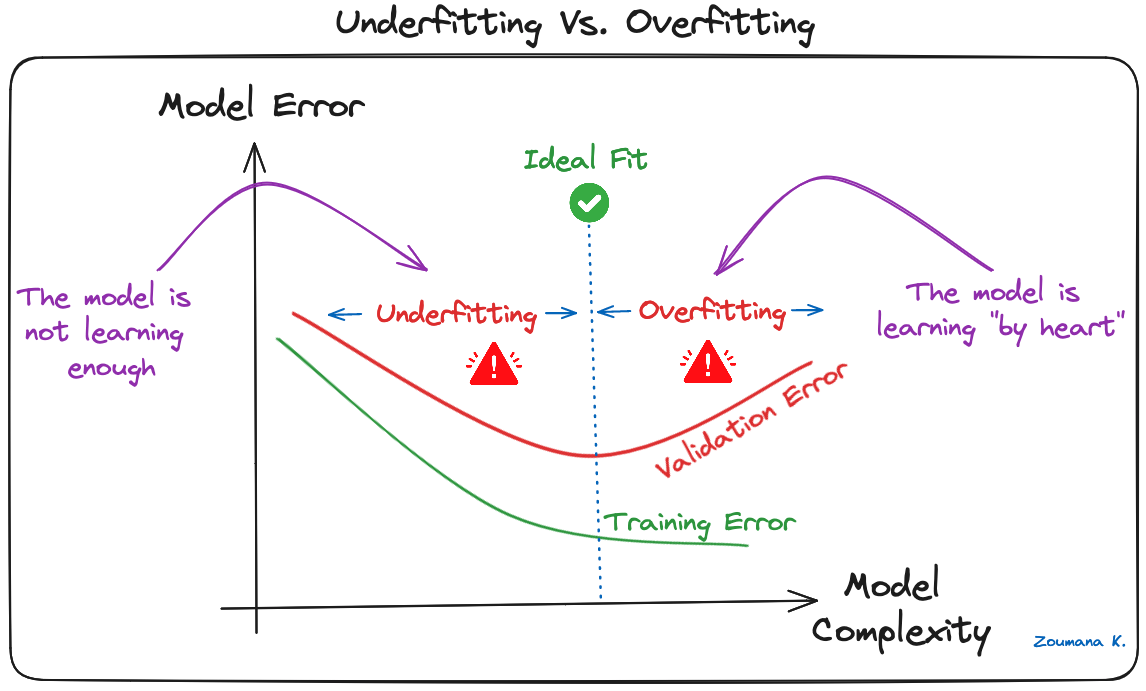 Underfitting Vs. Overfitting
Model Error
Ideal Fit
The model is
not learning
enough
Underfitting
Overfitting
The model is
learning "by heart"
Validation Error
Training Error
Model
Complexity
Zoumana K.